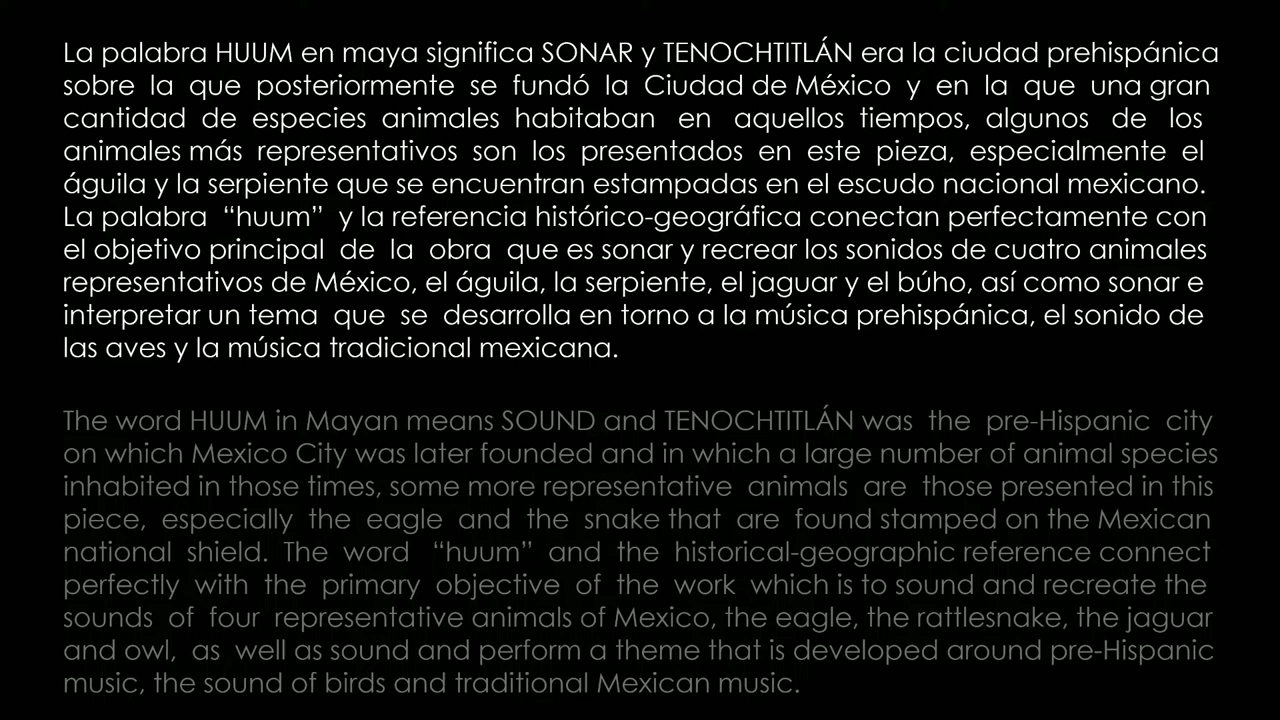 La palabra HUUM en maya significa SONAR y TENOCHTITLÁN era la ciudad prehispánica
sobre la que posteriormente se fundó la Ciudad de México y en la que una gran
cantidad de especies animales habitaban en aquellos tiempos, algunos de los
animales más representativos son los presentados en este pieza, especialmente el
águila y la serpiente que se encuentran estampadas en el escudo nacional mexicano.
La palabra “huum” y la referencia histórico-geográfica conectan perfectamente con
el objetivo principal de la obra que es sonar y recrear los sonidos de cuatro animales
representativos de México, el águila, la serpiente, el jaguar y el búho, así como sonar e
interpretar un tema que se desarrolla en torno a la música prehispánica, el sonido de
las aves y la música tradicional mexicana.
The word HUUM in Mayan means SOUND and TENOCHTITLÁN was the pre-Hispanic city
on which Mexico City was later founded and in which a large number of animal species
inhabited in those times, some more representative animals are those presented in this
piece, especially the eagle and the snake that are found stamped on the Mexican
national shield. The word “huum” and the historical-geographic reference connect
perfectly with the primary objective of the work which is to sound and recreate the
sounds of four representative animals of Mexico, the eagle, the rattlesnake, the jaguar
and owl, as well as sound and perform a theme that is developed around pre-Hispanic
music, the sound of birds and traditional Mexican music.